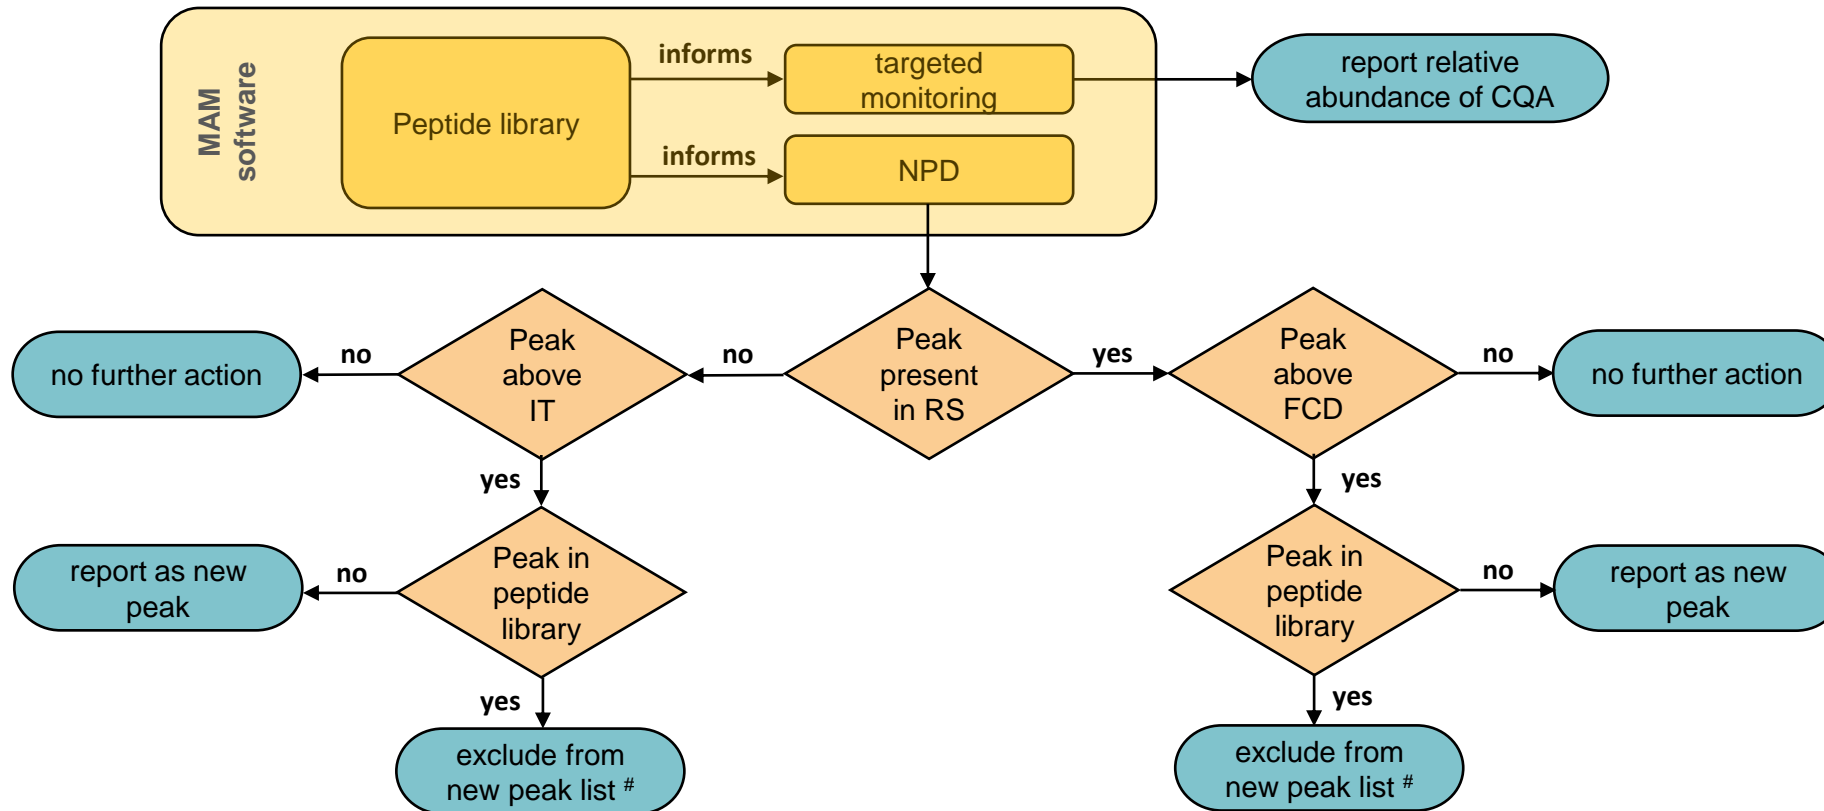 MAM
software
Peptide library
informs
informs
targeted
monitoring
NPD
report relative
abundance of CQA
Peak
present
in RS
no
yes
Peak
above
IT
no
no further action
yes
Peak in
peptide
library
no
report as new
peak
yes
exclude from
new peak list #
Peak
above
FCD
no
no further action
yes
Peak in
peptide
library
no
report as new
peak
yes
exclude from
new peak list #